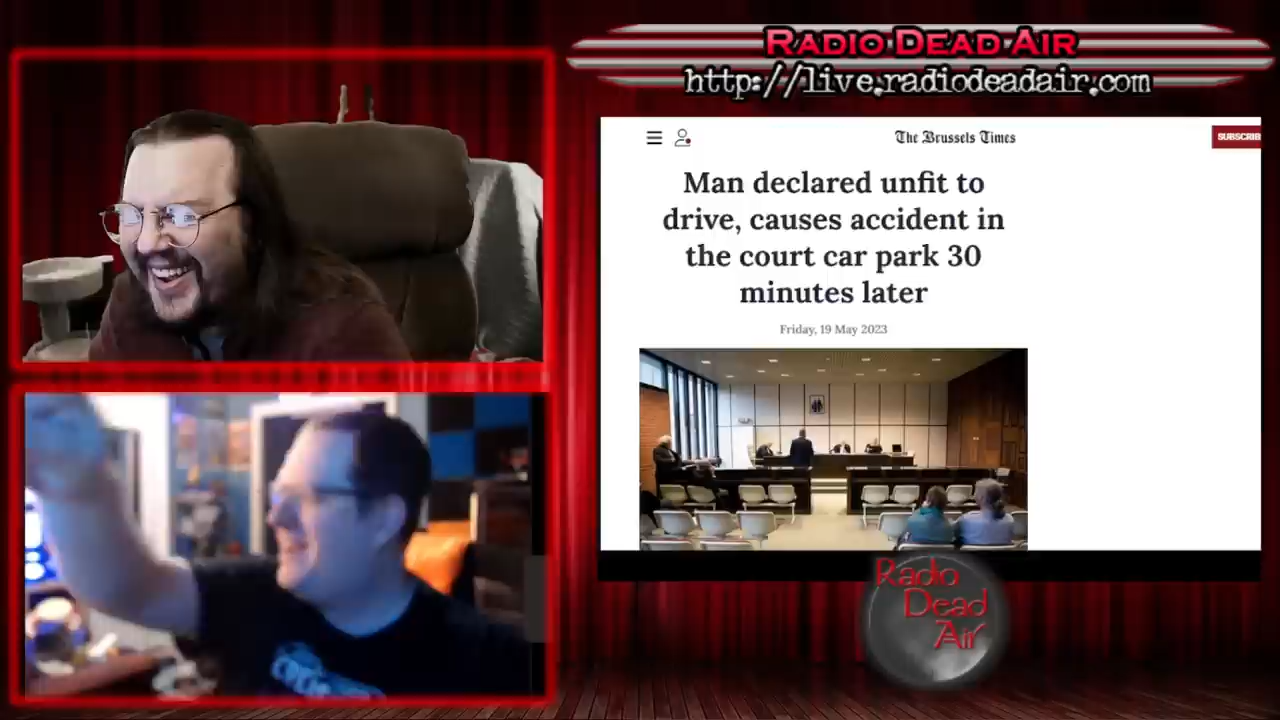 RADIO DEAD AIR
http://live.radiodeadair.com
The Brussels Times
SUBSCRIB
Man declared unfit to
drive, causes accident in
the court car park 30
minutes later
Friday, 19 May 2023
Radio
Dead
Air